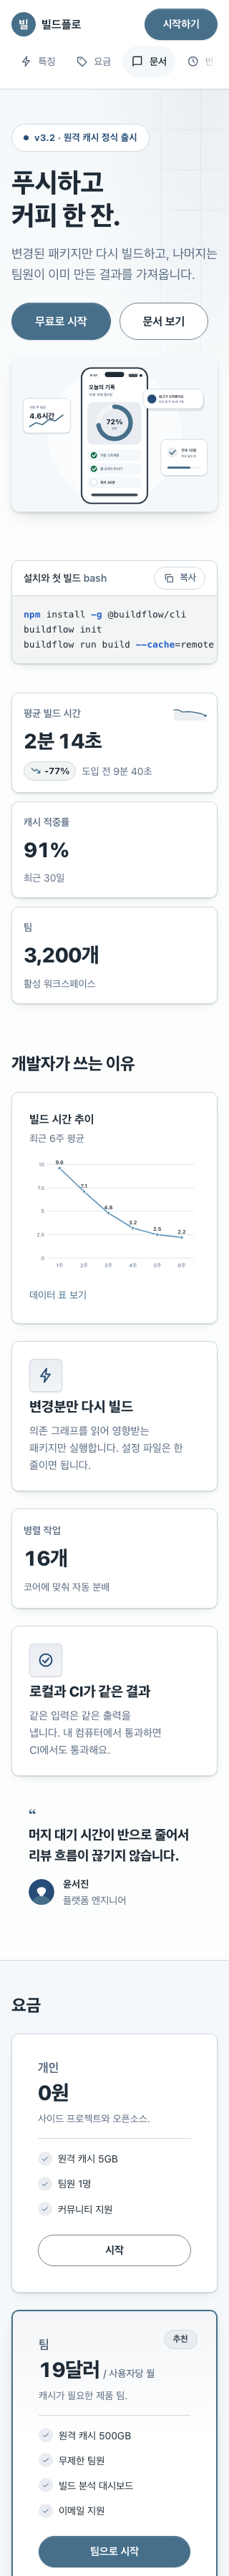 빌 빌드플로
시작하기
특징 요금 문서
v3.2 · 원격 캐시 정식 출시
푸시하고
커피 한 잔.
변경된 패키지만 다시 빌드하고, 나머지는
팀원이 이미 만든 결과를 가져옵니다.
무료로 시작 문서 보기
오늘의 기록
4.6시간
72%
설치와 첫 빌드 bash
복사
npm install -g @buildflow/cli
buildflow init
buildflow run build --cache=remote
평균 빌드 시간
2분 14초
-77% 도입 전 9분 40초
캐시 적중률
91%
최근 30일
팀
3,200개
활성 워크스페이스
개발자가 쓰는 이유
빌드 시간 추이
최근 6주 평균
10
7.5
5
2.5
0
9.6
7.1
4.8
3.2
2.5
2.2
1주 2주 3주 4주 5주 6주
데이터 표 보기
변경분만 다시 빌드
의존 그래프를 읽어 영향받는
패키지만 실행합니다. 설정 파일은 한
줄이면 됩니다.
병렬 작업
16개
코어에 맞춰 자동 분배
로컬과 CI가 같은 결과
같은 입력은 같은 출력을
냅니다. 내 컴퓨터에서 통과하면
CI에서도 통과해요.
“
머지 대기 시간이 반으로 줄어서
리뷰 흐름이 끊기지 않습니다.
윤서진
플랫폼 엔지니어
요금
개인
0원
사이드 프로젝트와 오픈소스.
원격 캐시 5GB
팀원 1명
커뮤니티 지원
시작
추천
팀
19달러 / 사용자당 월
캐시가 필요한 제품 팀.
원격 캐시 500GB
무제한 팀원
빌드 분석 대시보드
이메일 지원
팀으로 시작